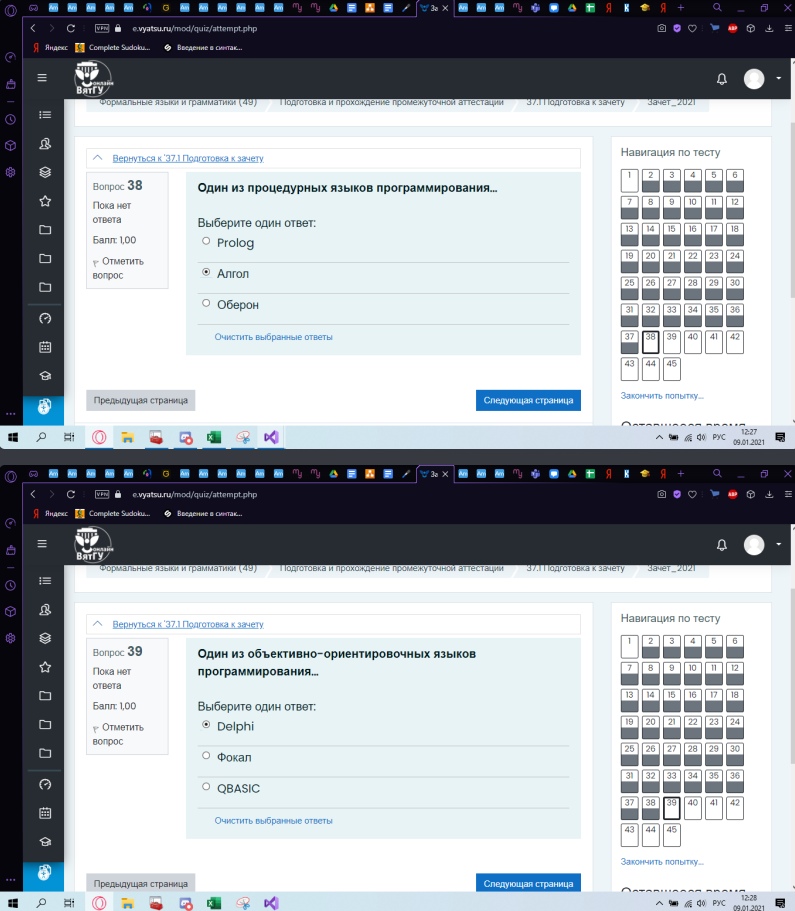 За
e.vyatsu.ru/mod/quiz/attempt.php
Яндекс Complete Sudoku... Введение в синтак...
ВятГУ онлайн
Формальные языки и грамматики (49) Подготовка и прохождение промежуточной аттестации 37.1 Подготовка к зачету Зачет_2021
Вернуться к '37.1 Подготовка к зачету
Вопрос 38
Пока нет
ответа
Балл: 1,00
Отметить
вопрос
Один из процедурных языков программирования...
Выберите один ответ:
Prolog
Алгол
Оберон
Очистить выбранные ответы
Предыдущая страница
Следующая страница
Навигация по тесту
1 2 3 4 5 6
7 8 9 10 11 12
13 14 15 16 17 18
19 20 21 22 23 24
25 26 27 28 29 30
31 32 33 34 35 36
37 38 39 40 41 42
43 44 45
Закончить попытку...
Оставшееся время
РУС 12:27
09.01.2021
За
VPN e.vyatsu.ru/mod/quiz/attempt.php
Яндекс Complete Sudoku... Введение в синтак...
ВятГУ онлайн
Формальные языки и грамматики (49) Подготовка и прохождение промежуточной аттестации 37.1 Подготовка к зачету Зачет_2021
Вернуться к '37.1 Подготовка к зачету
Вопрос 39
Пока нет
ответа
Балл: 1,00
Отметить
вопрос
Один из объективно-ориентировочных языков
программирования...
Выберите один ответ:
Delphi
Фокал
QBASIC
Очистить выбранные ответы
Предыдущая страница
Следующая страница
Навигация по тесту
1 2 3 4 5 6
7 8 9 10 11 12
13 14 15 16 17 18
19 20 21 22 23 24
25 26 27 28 29 30
31 32 33 34 35 36
37 38 39 40 41 42
43 44 45
Закончить попытку...
Оставшееся время
РУС 12:28
09.01.2021